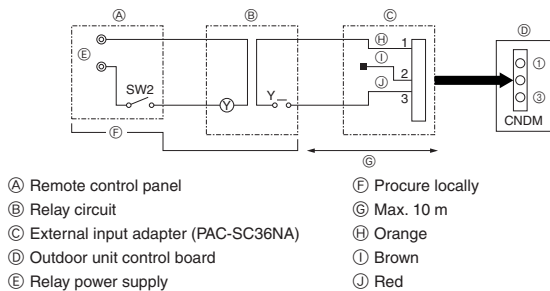 Ⓐ Ⓑ Ⓒ
Ⓓ
Ⓔ SW2 Ⓨ Y Ⓗ 1
Ⓘ 2
Ⓙ 3
① ③
CNDM
Ⓕ Ⓖ
Ⓐ Remote control panel
Ⓑ Relay circuit
Ⓒ External input adapter (PAC-SC36NA)
Ⓓ Outdoor unit control board
Ⓔ Relay power supply
Ⓕ Procure locally
Ⓖ Max. 10 m
Ⓗ Orange
Ⓘ Brown
Ⓙ Red